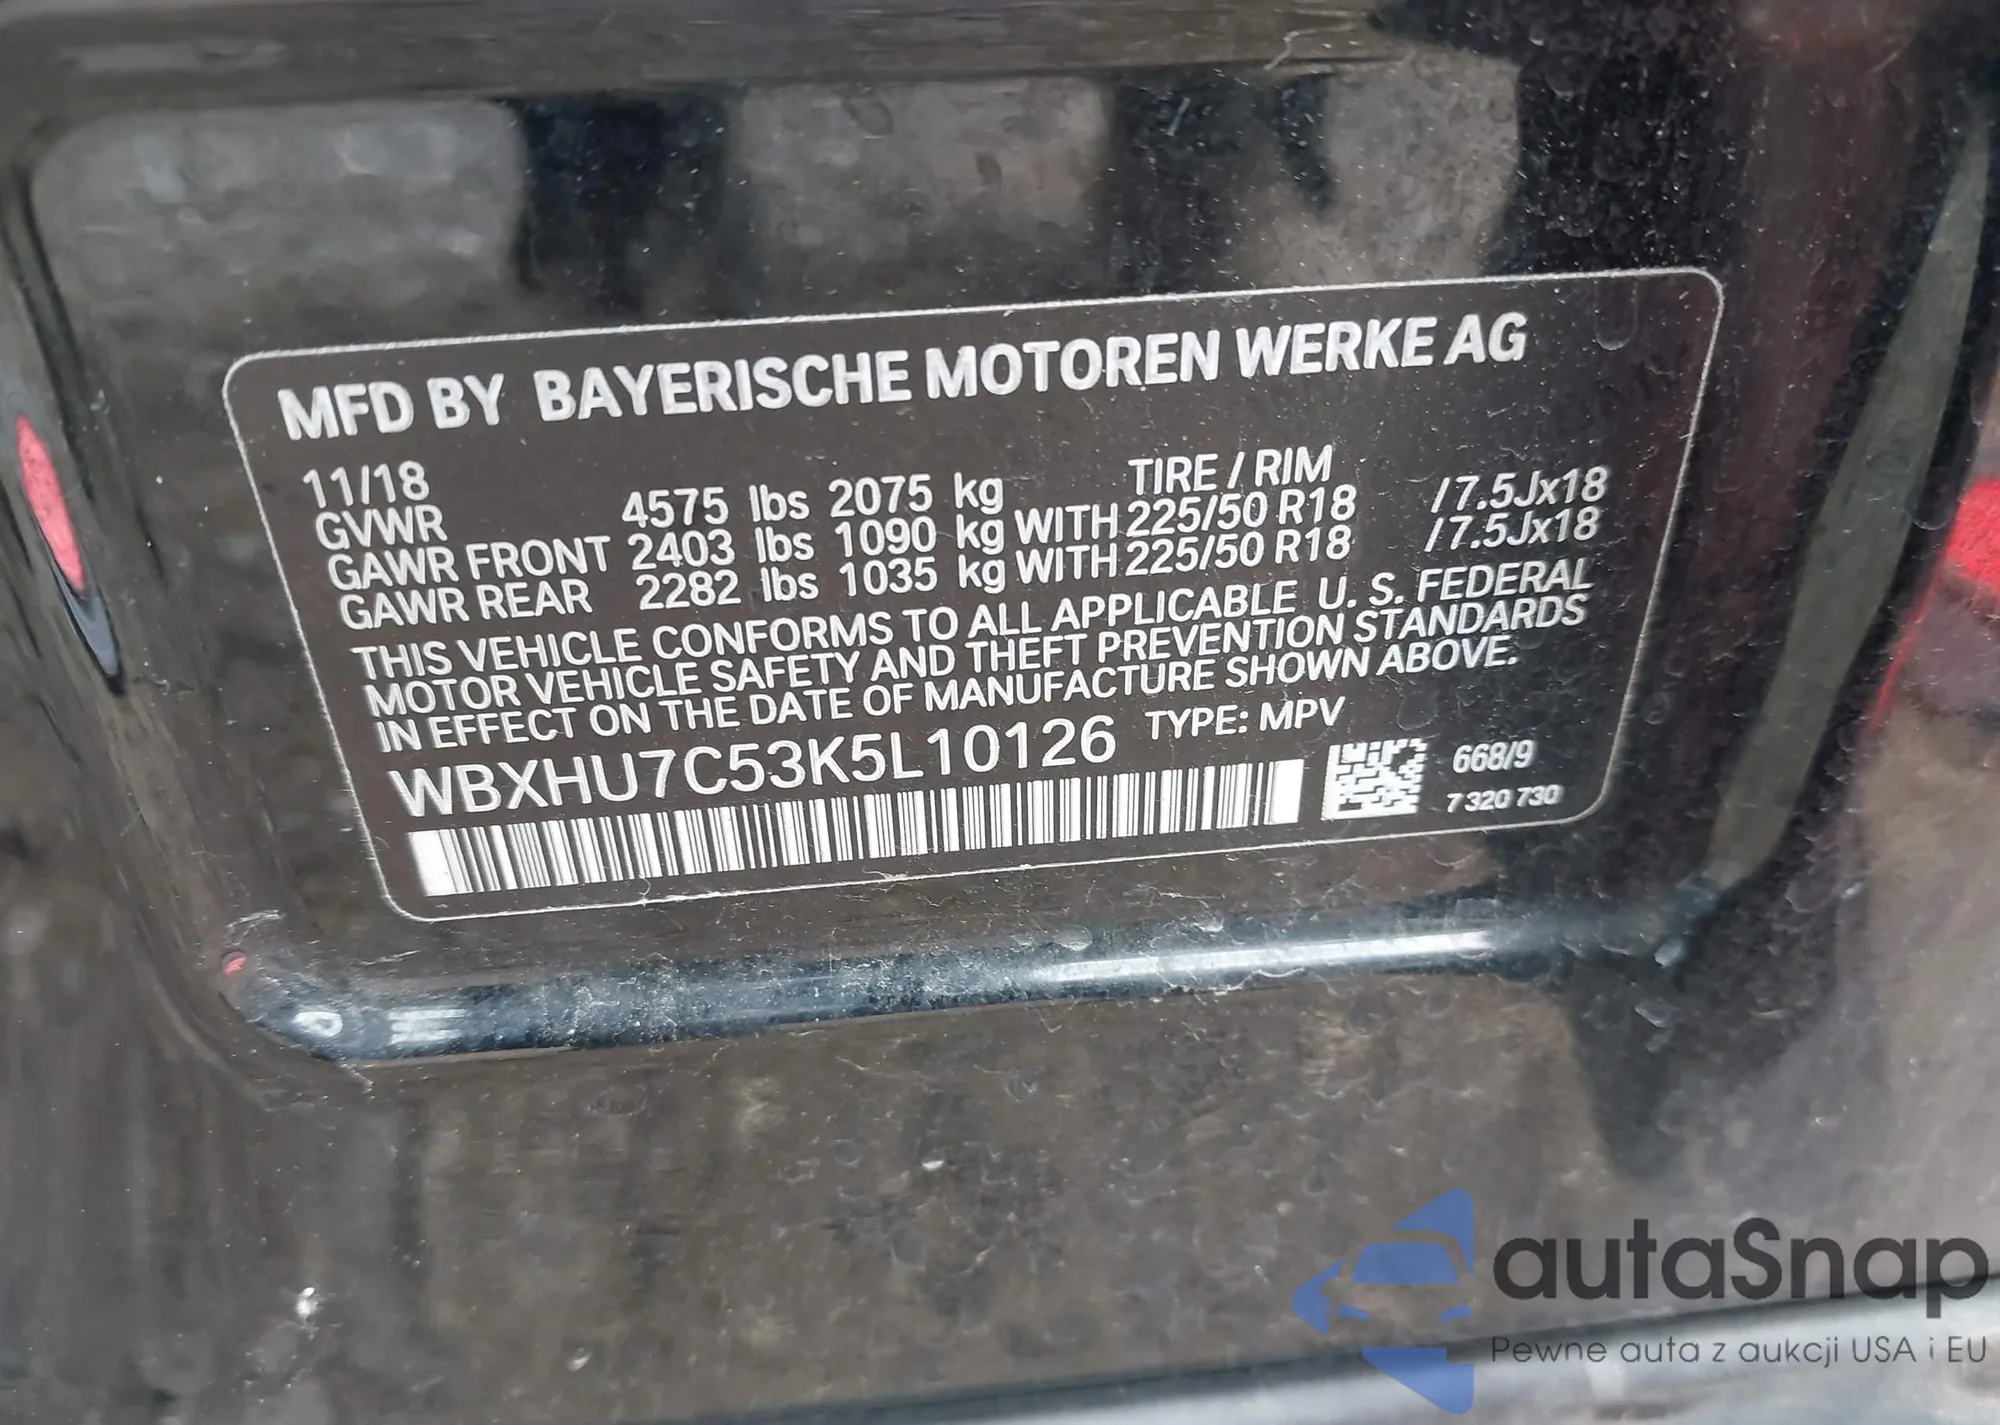 MFD BY BAYERISCHE MOTOREN WERKE AG
11/18 TIRE / RIM
GVWR 4575 lbs 2075 kg
GAWR FRONT 2403 lbs 1090 kg WITH 225/50 R18 /7.5Jx18
GAWR REAR 2282 lbs 1035 kg WITH 225/50 R18 /7.5Jx18
THIS VEHICLE CONFORMS TO ALL APPLICABLE U. S. FEDERAL
MOTOR VEHICLE SAFETY AND THEFT PREVENTION STANDARDS
IN EFFECT ON THE DATE OF MANUFACTURE SHOWN ABOVE.
WBXHU7C53K5L10126 TYPE: MPV
668/9
7 320 730
autaSnap
Pewne auta z aukcji USA i EU